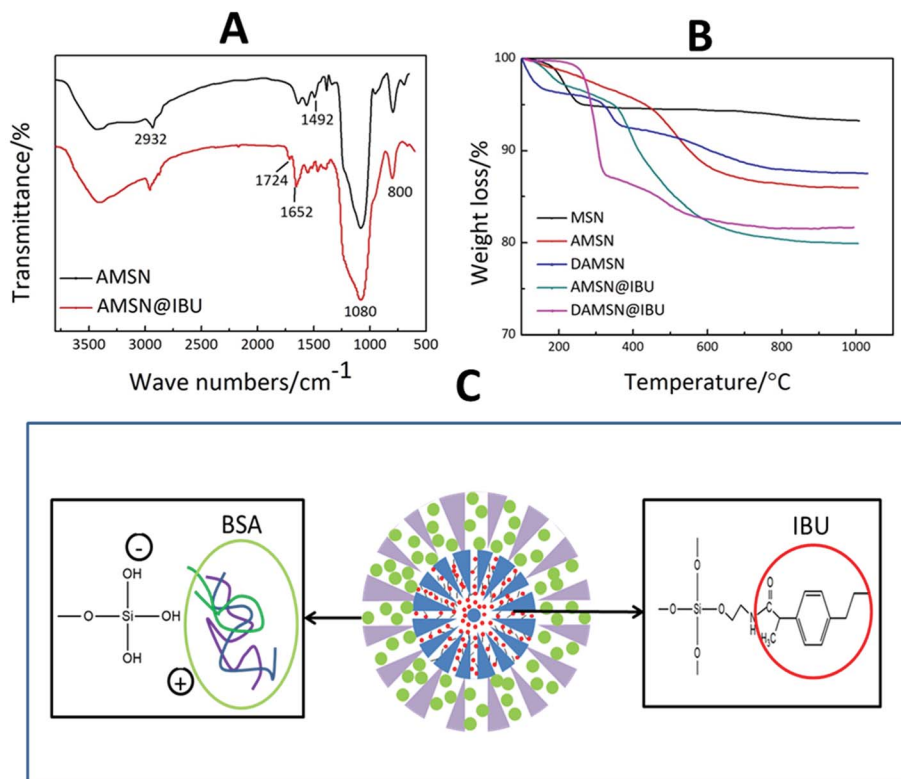 A
B
Transmittance/%
2932
1492
1724
1652
800
1080
AMSN
AMSN@IBU
3500 3000 2500 2000 1500 1000 500
Wave numbers/cm-1
Weight loss/%
100
90
80
70
MSN
AMSN
DAMSN
AMSN@IBU
DAMSN@IBU
200 400 600 800 1000
Temperature/°C
C
BSA
-
OH
O Si OH
OH
+
IBU
O
Si O N C O
H H3C
O